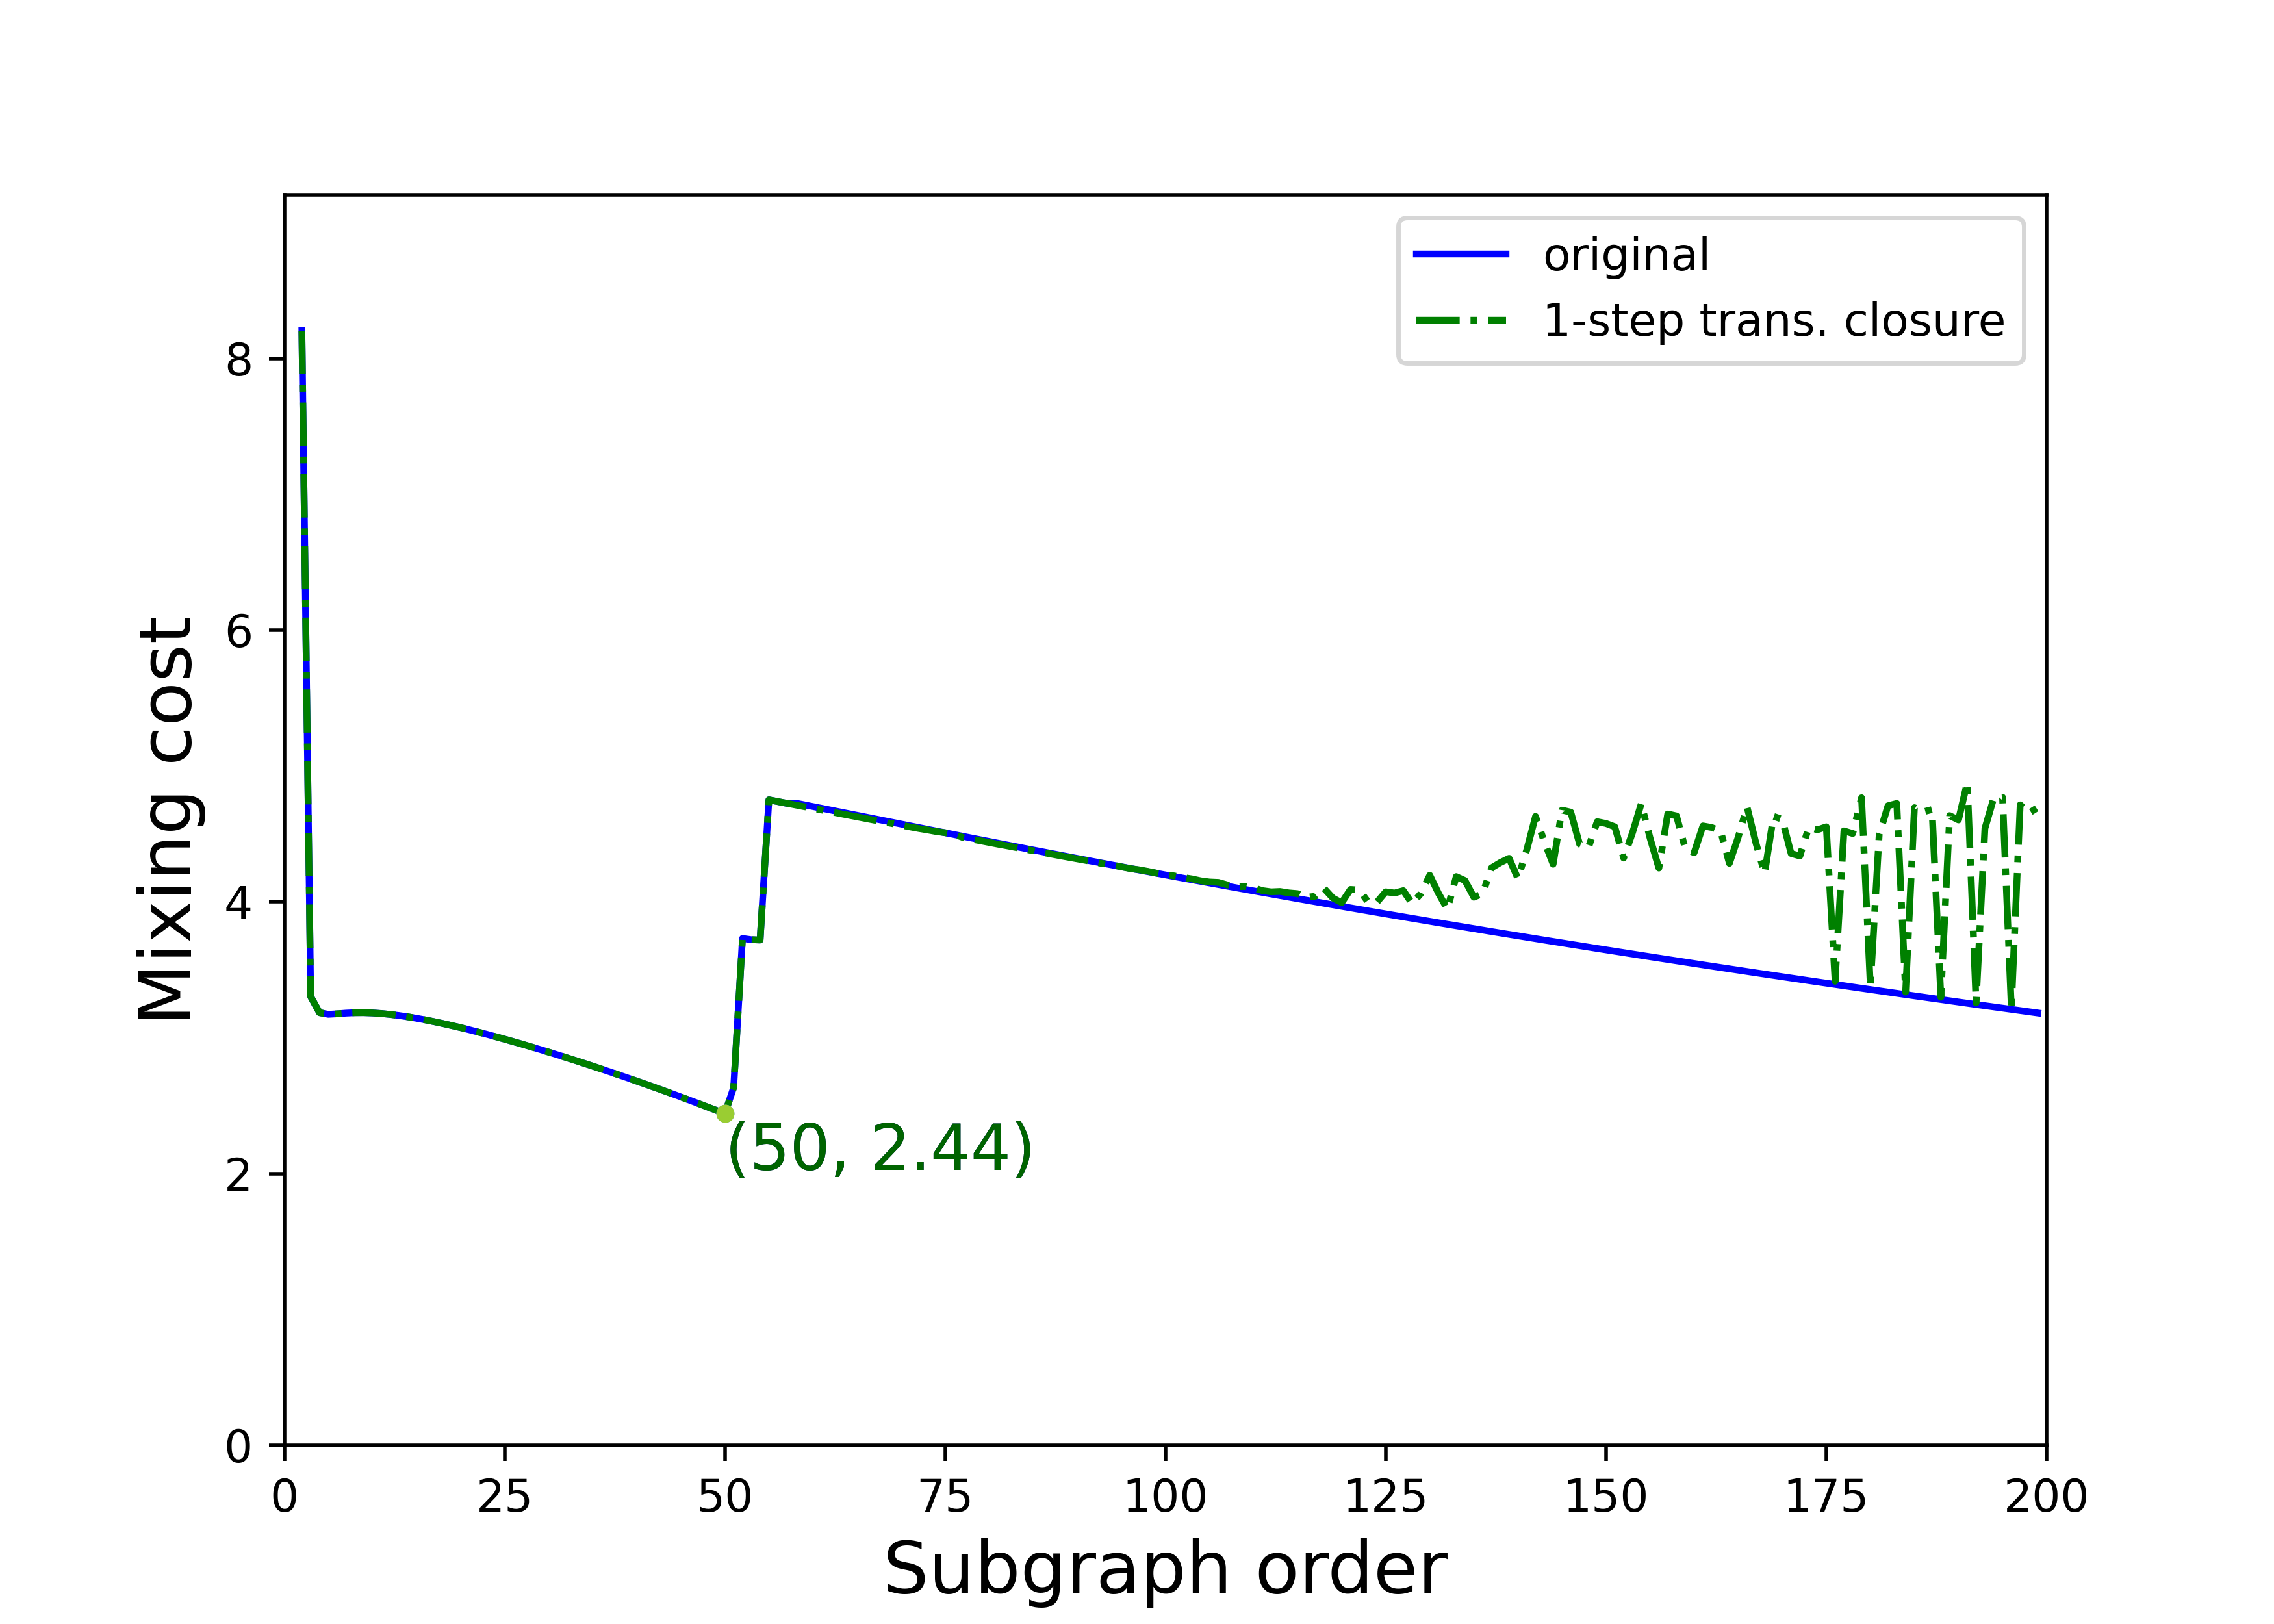 original
1-step trans. closure
8
6
4
2
0
Mixing cost
(50, 2.44)
0 25 50 75 100 125 150 175 200
Subgraph order